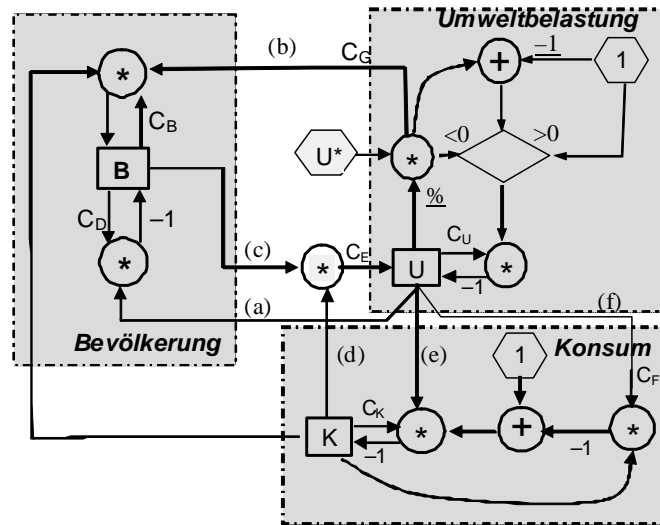 Umweltbelastung
(b)
C_G
–1
1
*
+
C_B
<0
>0
U*
*
B
%
C_D
–1
(c)
C_E
C_U
*
*
U
*
–1
(a)
(f)
Bevölkerung
(d)
(e)
1
Konsum
C_K
C_F
K
*
+
*
–1
–1